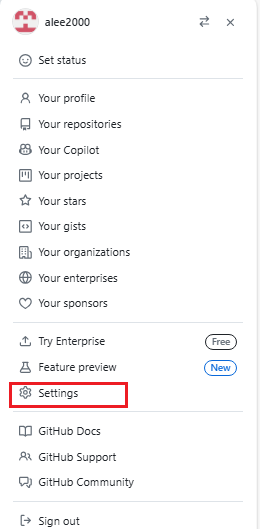 alee2000
Set status
Your profile
Your repositories
Your Copilot
Your projects
Your stars
Your gists
Your organizations
Your enterprises
Your sponsors
Try Enterprise Free
Feature preview New
Settings
GitHub Docs
GitHub Support
GitHub Community
Sign out